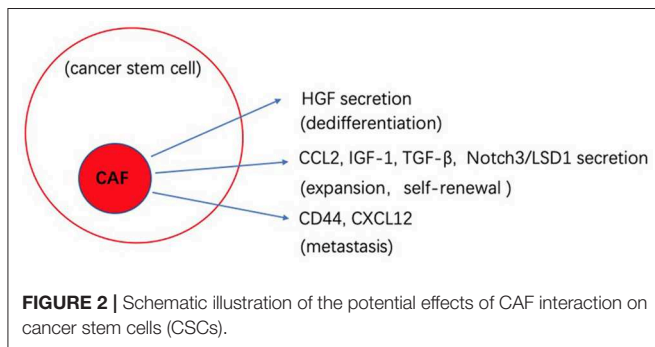 (cancer stem cell)
CAF
HGF secretion
(dedifferentiation)
CCL2, IGF-1, TGF-β, Notch3/LSD1 secretion
(expansion, self-renewal )
CD44, CXCL12
(metastasis)
FIGURE 2 | Schematic illustration of the potential effects of CAF interaction on
cancer stem cells (CSCs).